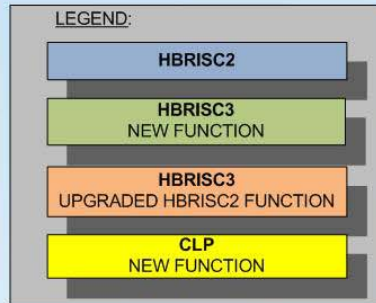 LEGEND:
HBRISC2
HBRISC3
NEW FUNCTION
HBRISC3
UPGRADED HBRISC2 FUNCTION
CLP
NEW FUNCTION